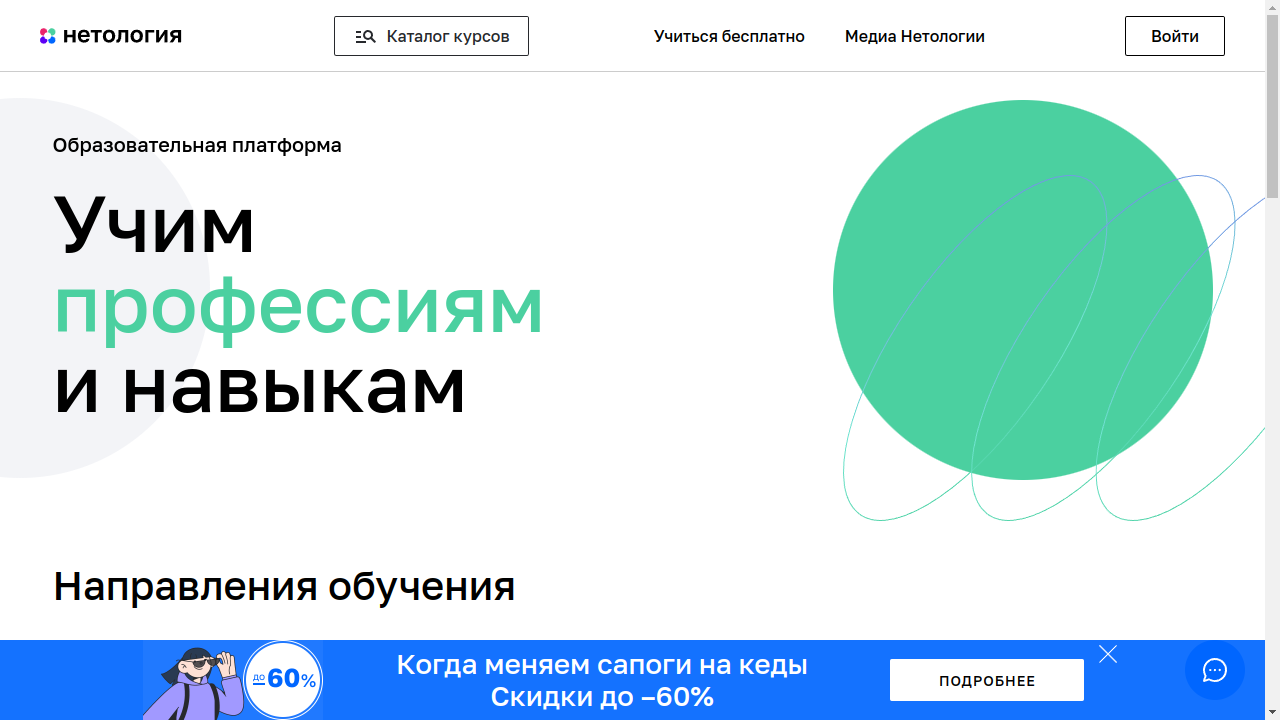 нетология
Каталог курсов
Учиться бесплатно
Медиа Нетологии
Войти
Образовательная платформа
Учим
профессиям
и навыкам
Направления обучения
до 60%
Когда меняем сапоги на кеды
Скидки до –60%
ПОДРОБНЕЕ